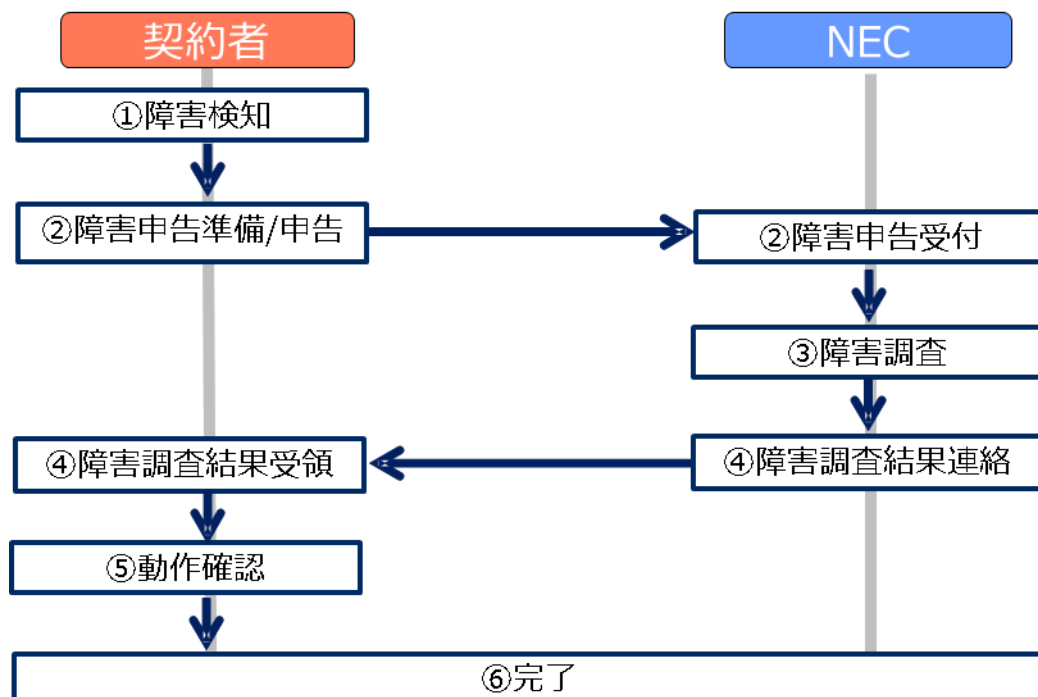 契約者
NEC
①障害検知
②障害申告準備/申告
②障害申告受付
③障害調査
④障害調査結果受領
④障害調査結果連絡
⑤動作確認
⑥完了